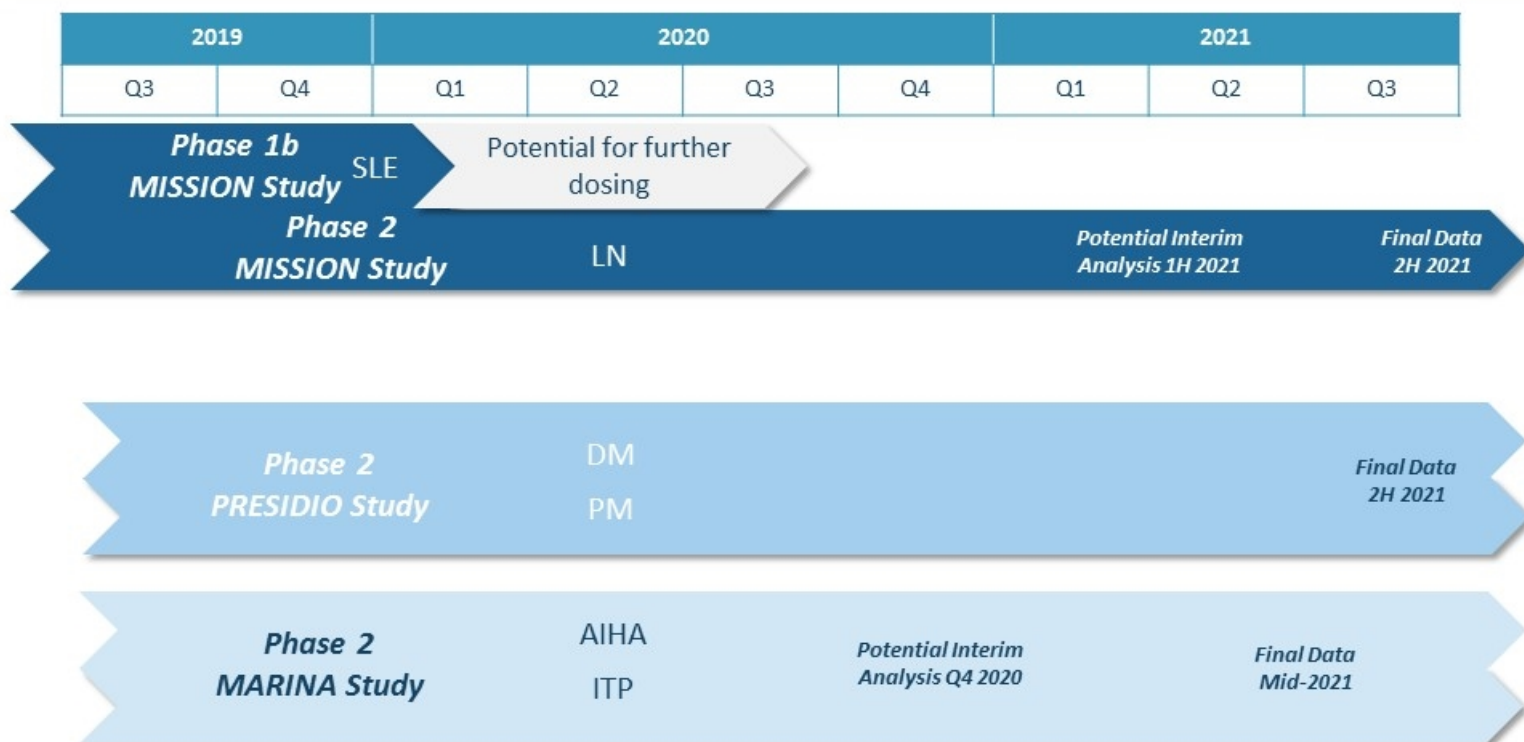 2019 2020 2021
Q3 Q4 Q1 Q2 Q3 Q4 Q1 Q2 Q3
Phase 1b
MISSION Study
SLE
Potential for further
dosing
Phase 2
MISSION Study
LN
Potential Interim
Analysis 1H 2021
Final Data
2H 2021
Phase 2
PRESIDIO Study
DM
PM
Final Data
2H 2021
Phase 2
MARINA Study
AIHA
ITP
Potential Interim
Analysis Q4 2020
Final Data
Mid-2021